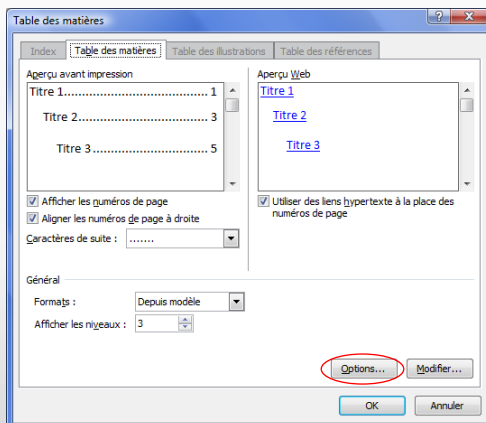 Table des matières
Index Table des matières Table des illustrations Table des références
Aperçu avant impression
Titre 1.................................... 1
Titre 2................................. 3
Titre 3............................. 5
Aperçu Web
Titre 1
Titre 2
Titre 3
Afficher les numéros de page
Aligner les numéros de page à droite
Caractères de suite : .......
Utiliser des liens hypertexte à la place des
numéros de page
Général
Formats : Depuis modèle
Afficher les niveaux : 3
Options... Modifier...
OK Annuler